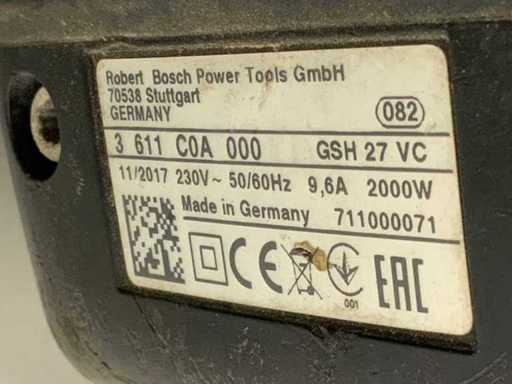 Robert Bosch Power Tools GmbH
70538 Stuttgart
GERMANY
082
3 611 C0A 000 GSH 27 VC
11/2017 230V~ 50/60Hz 9,6A 2000W
Made in Germany 711000071
CE
001
EAC